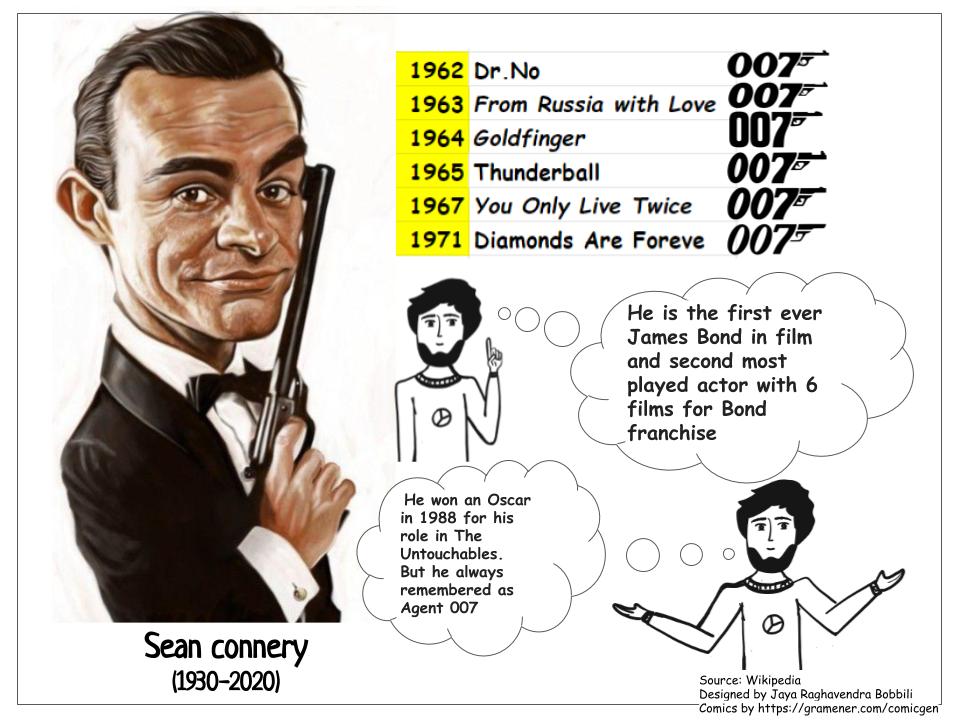 1962 Dr.No 007
1963 From Russia with Love 007
1964 Goldfinger 007
1965 Thunderball 007
1967 You Only Live Twice 007
1971 Diamonds Are Foreve 007
He is the first ever
James Bond in film
and second most
played actor with 6
films for Bond
franchise
He won an Oscar
in 1988 for his
role in The
Untouchables.
But he always
remembered as
Agent 007
Sean connery
(1930-2020)
Source: Wikipedia
Designed by Jaya Raghavendra Bobbili
Comics by https://gramener.com/comicgen